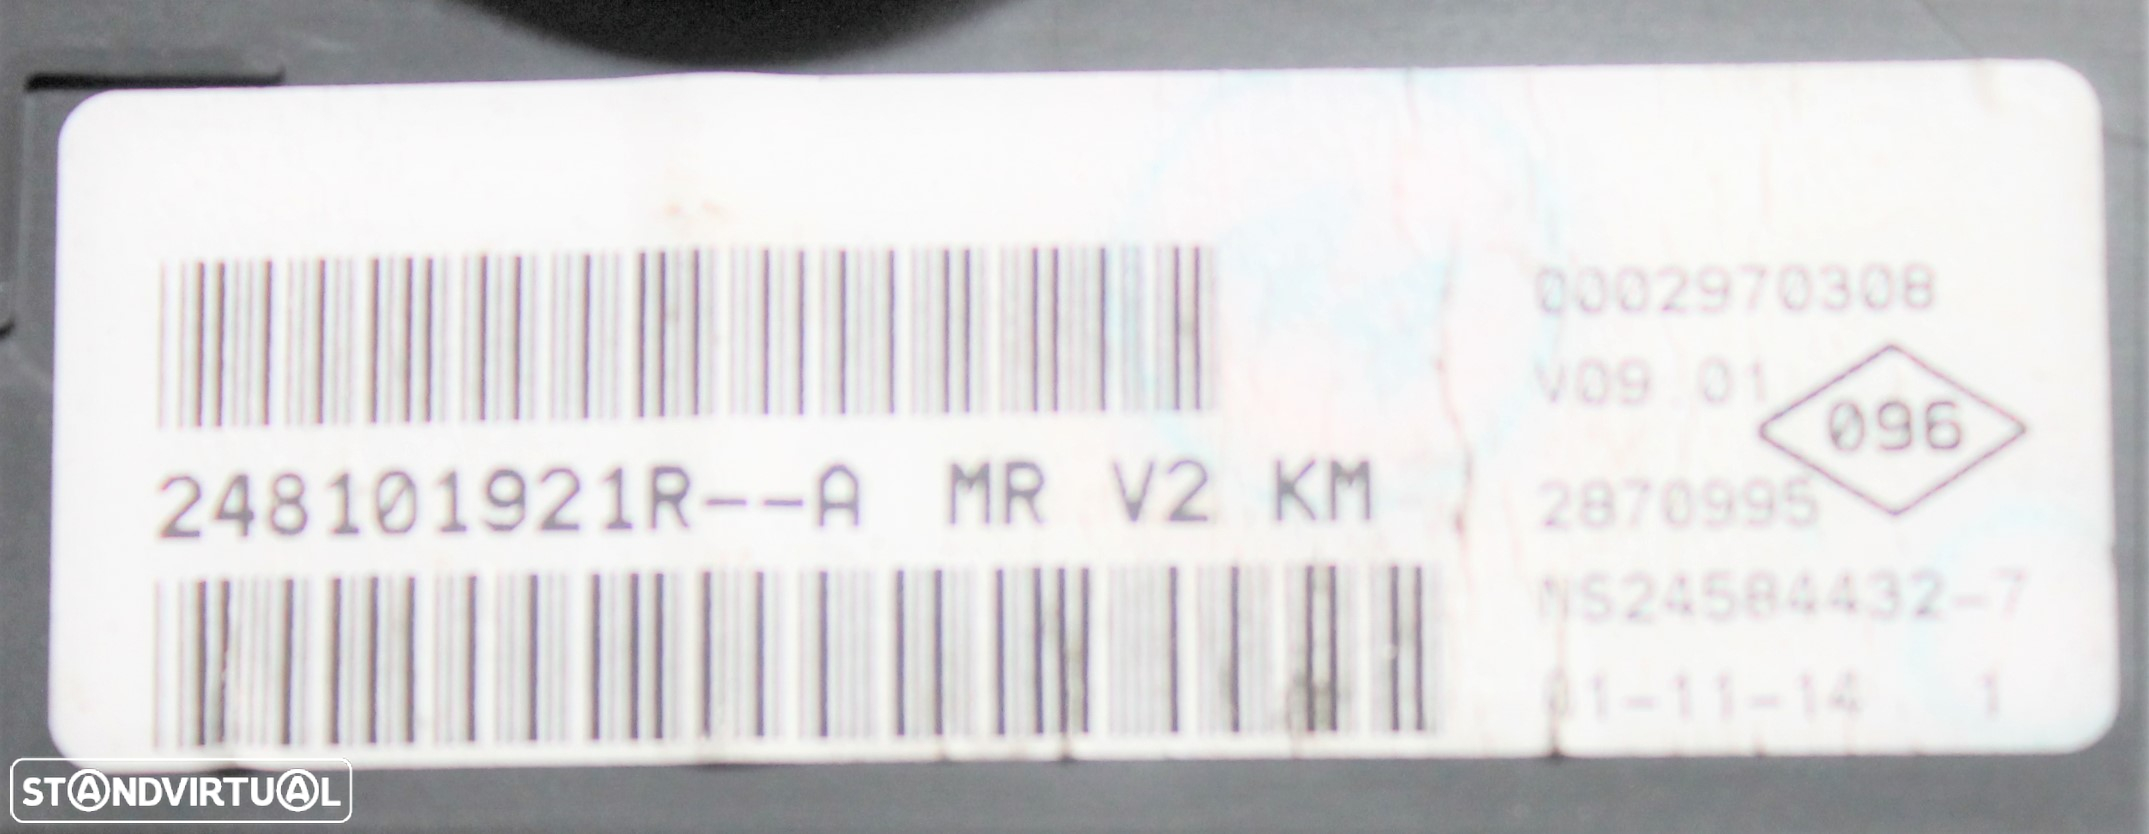 0002970308
V09 01
096
248101921R--A MR V2 KM
2870995
NS24584432-7
01-11-14 1
STANDVIRTUAL